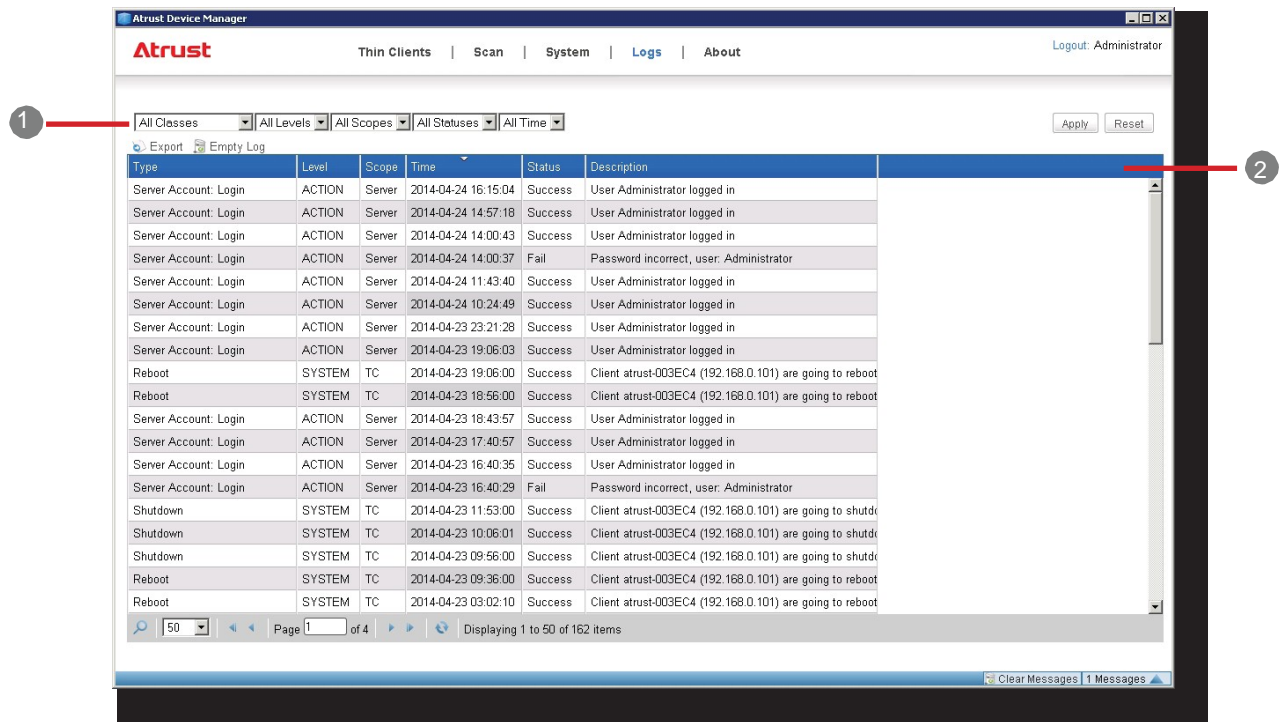 Atrust Device Manager
Atrust Thin Clients | Scan | System | Logs | About Logout: Administrator
1
All Classes All Levels All Scopes All Statuses All Time Apply Reset
Export Empty Log
Type Level Scope Time Status Description
2
Server Account: Login ACTION Server 2014-04-24 16:15:04 Success User Administrator logged in
Server Account: Login ACTION Server 2014-04-24 14:57:18 Success User Administrator logged in
Server Account: Login ACTION Server 2014-04-24 14:00:43 Success User Administrator logged in
Server Account: Login ACTION Server 2014-04-24 14:00:37 Fail Password incorrect, user: Administrator
Server Account: Login ACTION Server 2014-04-24 11:43:40 Success User Administrator logged in
Server Account: Login ACTION Server 2014-04-24 10:24:49 Success User Administrator logged in
Server Account: Login ACTION Server 2014-04-23 23:21:28 Success User Administrator logged in
Server Account: Login ACTION Server 2014-04-23 19:06:03 Success User Administrator logged in
Reboot SYSTEM TC 2014-04-23 19:06:00 Success Client atrust-003EC4 (192.168.0.101) are going to reboot
Reboot SYSTEM TC 2014-04-23 18:56:00 Success Client atrust-003EC4 (192.168.0.101) are going to reboot
Server Account: Login ACTION Server 2014-04-23 18:43:57 Success User Administrator logged in
Server Account: Login ACTION Server 2014-04-23 17:40:57 Success User Administrator logged in
Server Account: Login ACTION Server 2014-04-23 16:40:35 Success User Administrator logged in
Server Account: Login ACTION Server 2014-04-23 16:40:29 Fail Password incorrect, user: Administrator
Shutdown SYSTEM TC 2014-04-23 11:53:00 Success Client atrust-003EC4 (192.168.0.101) are going to shutdo
Shutdown SYSTEM TC 2014-04-23 10:06:01 Success Client atrust-003EC4 (192.168.0.101) are going to shutdo
Shutdown SYSTEM TC 2014-04-23 09:56:00 Success Client atrust-003EC4 (192.168.0.101) are going to shutdo
Reboot SYSTEM TC 2014-04-23 09:36:00 Success Client atrust-003EC4 (192.168.0.101) are going to reboot
Reboot SYSTEM TC 2014-04-23 03:02:10 Success Client atrust-003EC4 (192.168.0.101) are going to reboot
50 Page 1 of 4 Displaying 1 to 50 of 162 items
Clear Messages 1 Messages